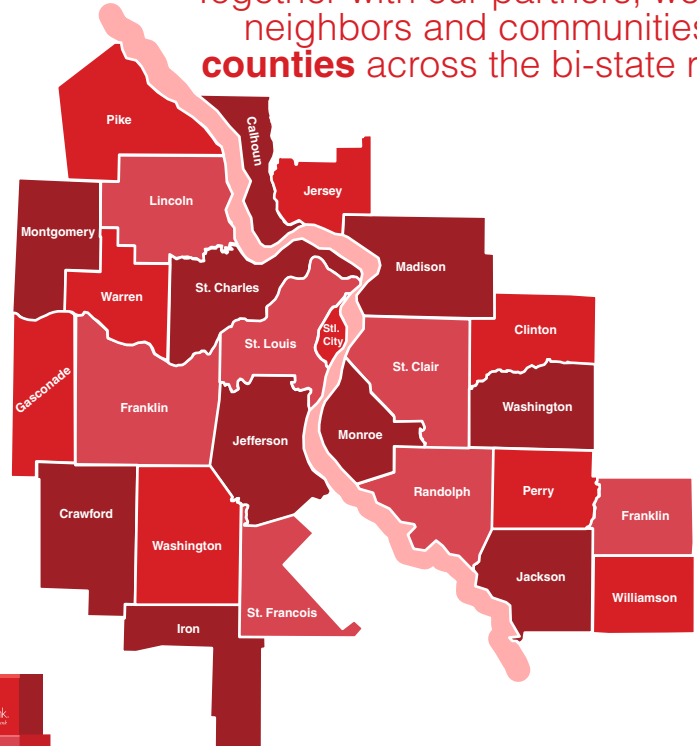 neighbors and communities
counties across the bi-state
Pike
Calhoun
Lincoln
Jersey
Montgomery
Madison
St. Charles
Warren
Clinton
St. Louis
Stl.
City
St. Clair
Gasconade
Franklin
Washington
Jefferson
Monroe
Randolph
Perry
Crawford
Franklin
Washington
Jackson
Williamson
St. Francois
Iron